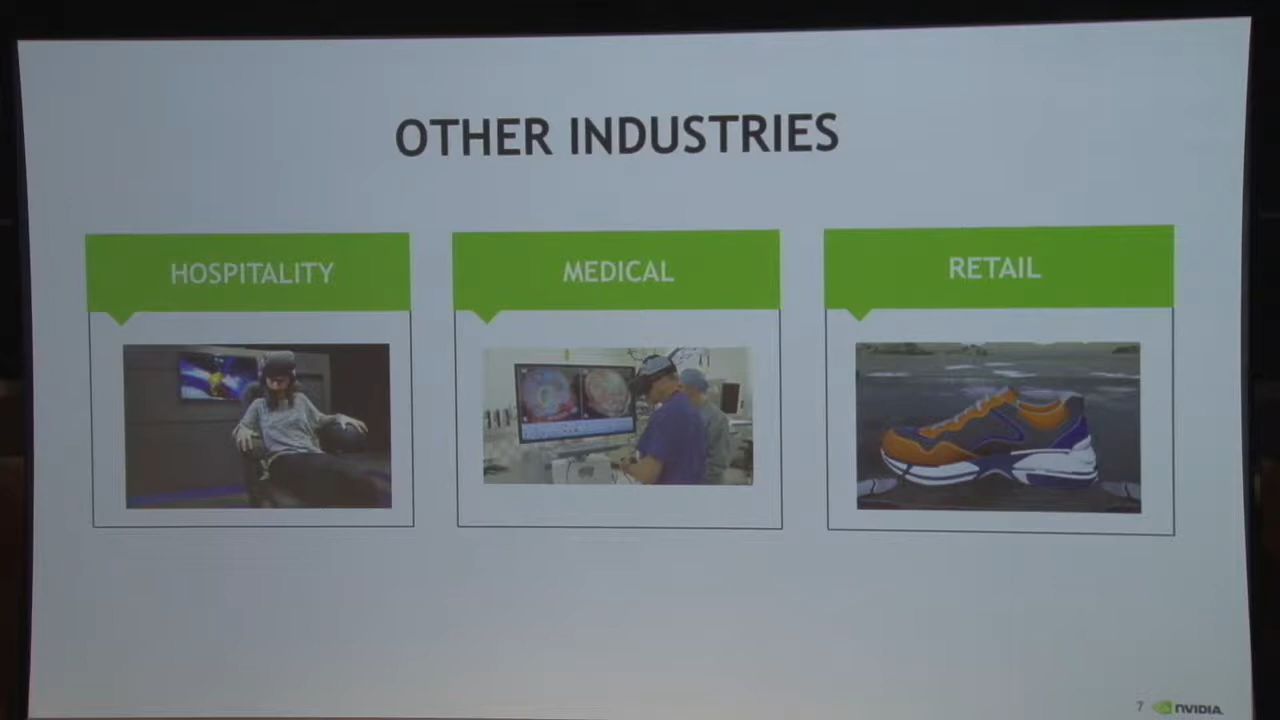 OTHER INDUSTRIES
HOSPITALITY
MEDICAL
RETAIL
7
NVIDIA.